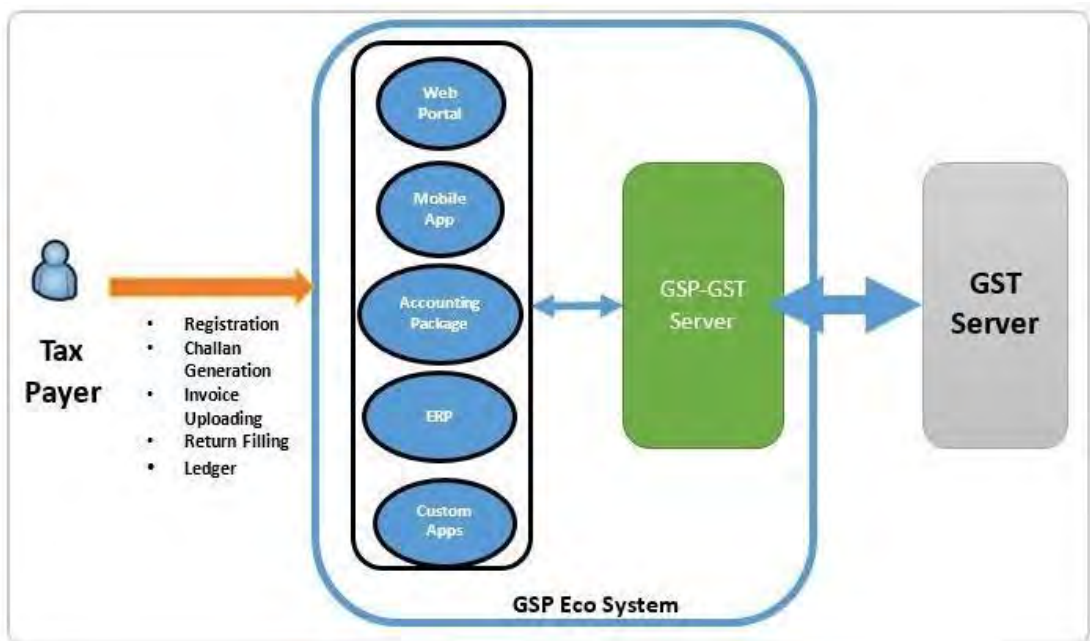 Tax
Payer
• Registration
• Challan
Generation
• Invoice
Uploading
• Return Filling
• Ledger
Web
Portal
Mobile
App
Accounting
Package
ERP
Custom
Apps
GSP-GST
Server
GST
Server
GSP Eco System